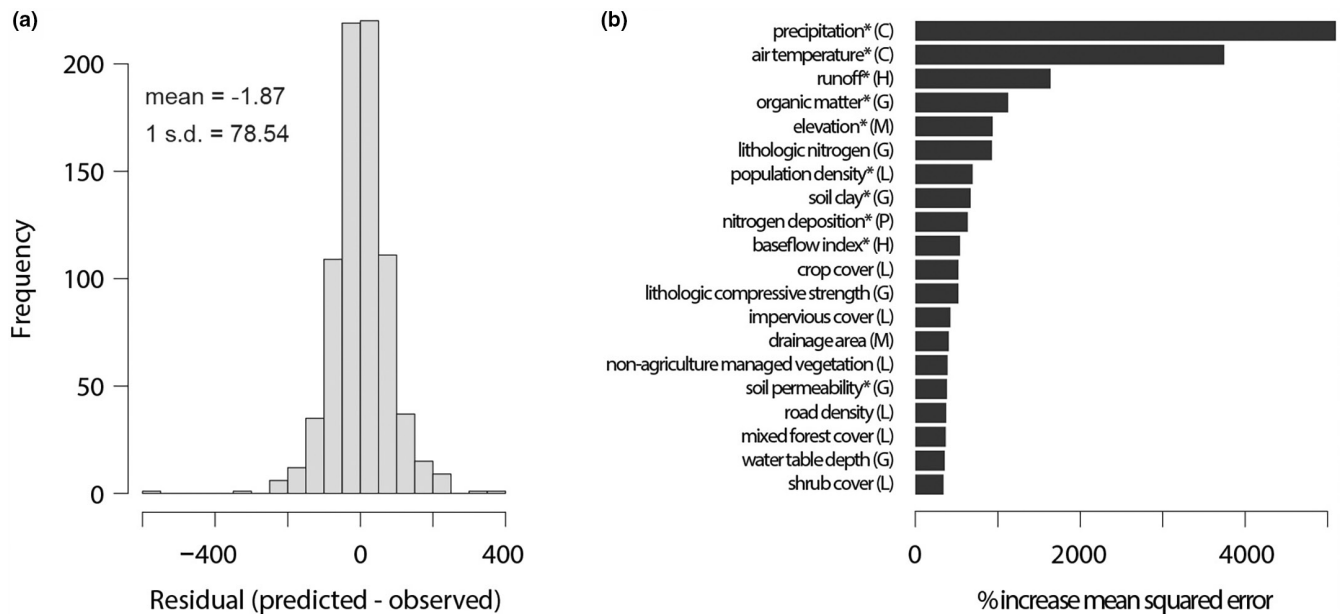 (a)
200
150
100
50
0
Frequency
mean = -1.87
1 s.d. = 78.54
−400 0 400
Residual (predicted - observed)
(b)
precipitation* (C)
air temperature* (C)
runoff* (H)
organic matter* (G)
elevation* (M)
lithologic nitrogen (G)
population density* (L)
soil clay* (G)
nitrogen deposition* (P)
baseflow index* (H)
crop cover (L)
lithologic compressive strength (G)
impervious cover (L)
drainage area (M)
non-agriculture managed vegetation (L)
soil permeability* (G)
road density (L)
mixed forest cover (L)
water table depth (G)
shrub cover (L)
0 2000 4000
% increase mean squared error